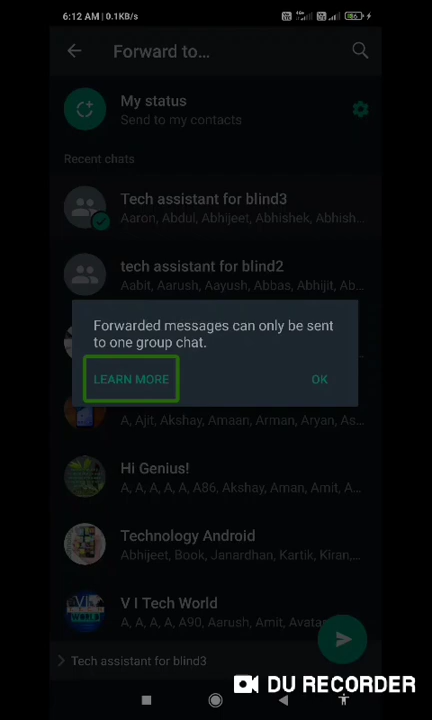 6:12 AM | 0.1KB/s
Forward to...
My status
Send to my contacts
Recent chats
Tech assistant for blind3
Aaron, Abdul, Abhijeet, Abhishek, Abhish...
tech assistant for blind2
Aabit, Aarush, Aayush, Abbas, Abhijit, Ab...
Forwarded messages can only be sent
to one group chat.
LEARN MORE
OK
A, Ajit, Akshay, Amaan, Arman, Aryan, As...
Hi Genius!
A, A, A, A, A, A86, Akshay, Aman, Amit, A...
Technology Android
Abhijeet, Book, Janardhan, Kartik, Kiran,...
V I Tech World
A, A, A, A, A90, Aarush, Amit, Avatar
Tech assistant for blind3
DU RECORDER